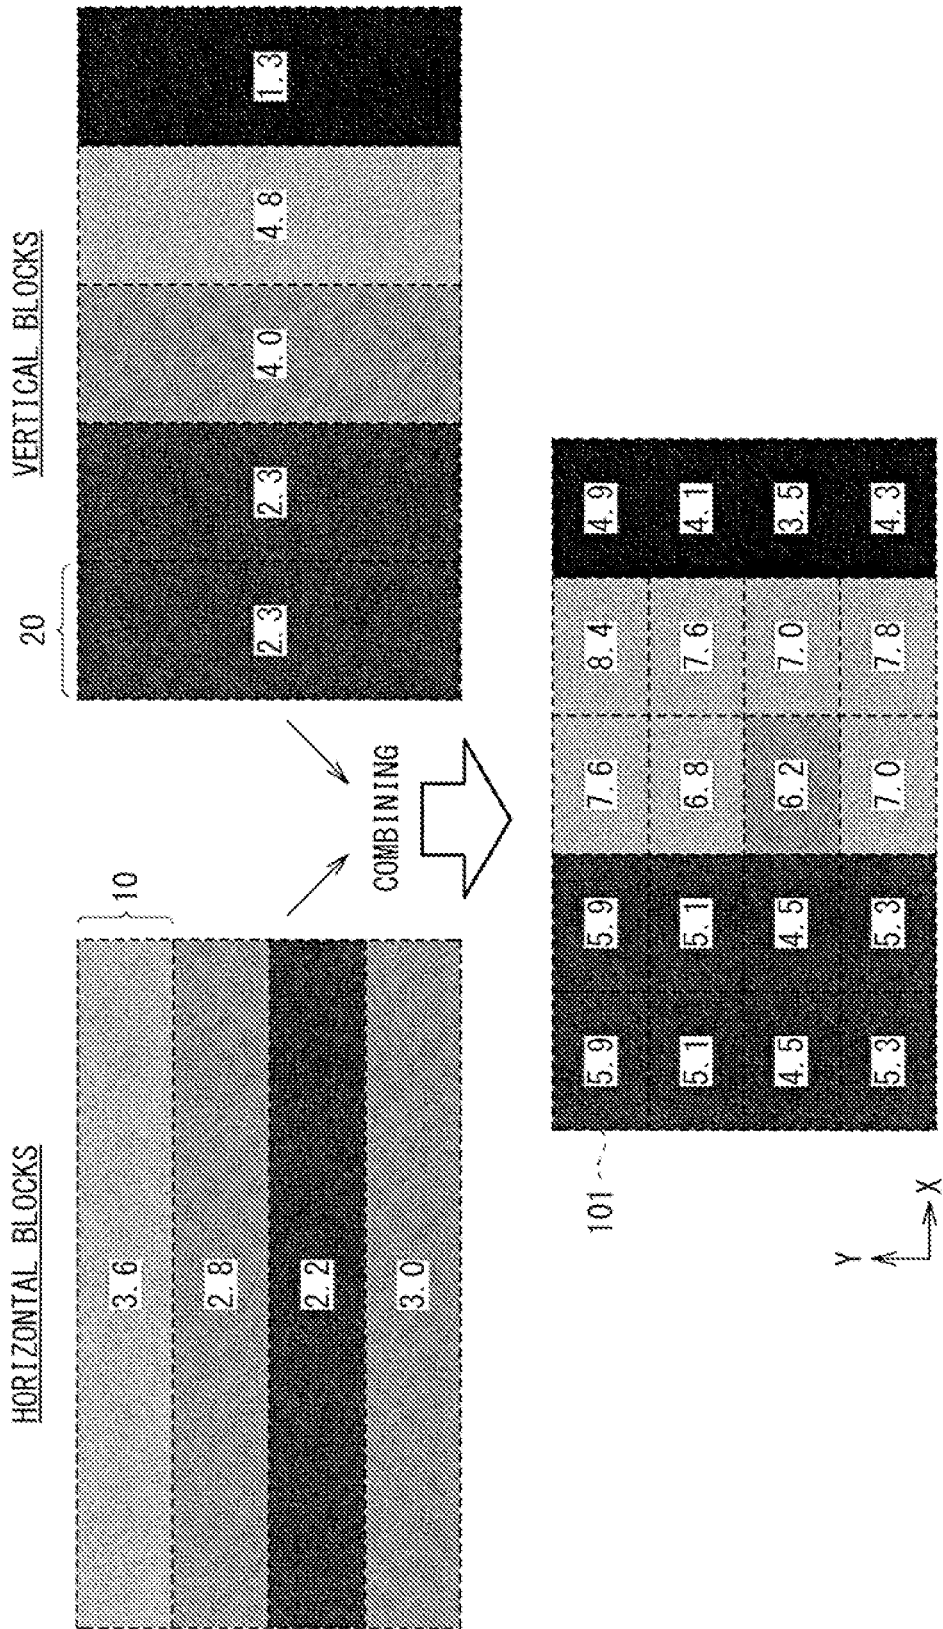 HORIZONTAL BLOCKS
VERTICAL BLOCKS
10
20
3.6
2.8
2.2
3.0
2.3 2.3 4.0 4.8 1.3
COMBINING
101
5.9 5.9 7.6 8.4 4.9
5.1 5.1 6.8 7.6 4.1
4.5 4.5 6.2 7.0 3.5
5.3 5.3 7.0 7.8 4.3
Y
X